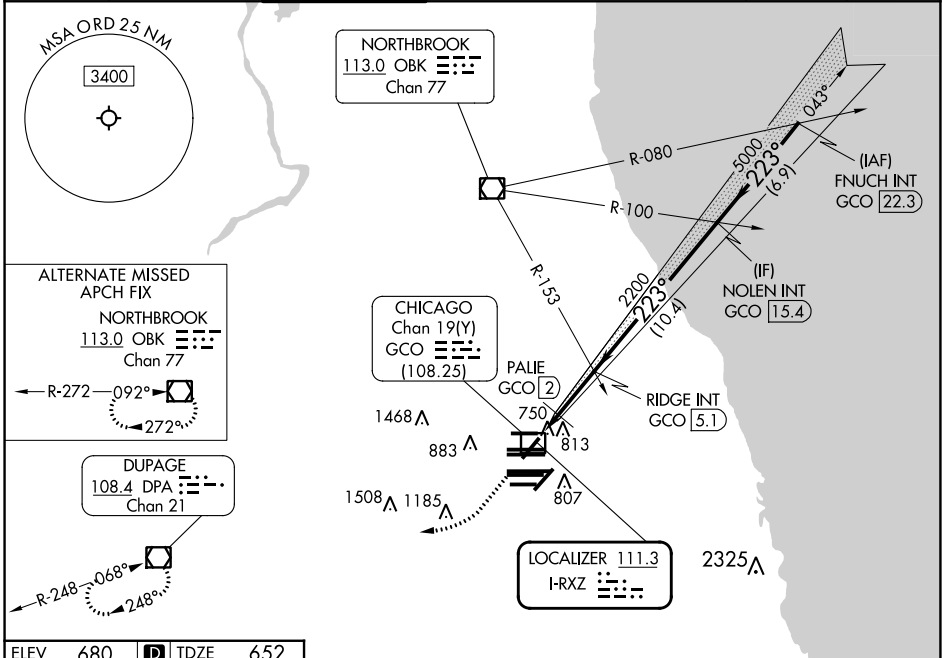 MSA ORD 25 NM
3400
NORTHBROOK
113.0 OBK
Chan 77
R-080
R-100
R-153
043°
5000
223°
(6.9)
(IAF)
FNUCH INT
GCO 22.3
(IF)
NOLEN INT
GCO 15.4
2200
223°
(10.4)
RIDGE INT
GCO 5.1
ALTERNATE MISSED
APCH FIX
NORTHBROOK
113.0 OBK
Chan 77
R-272
092°
272°
CHICAGO
Chan 19(Y)
GCO
(108.25)
PALIE
GCO 2
750
813
1468
883
807
1508
1185
DUPAGE
108.4 DPA
Chan 21
R-248
068°
248°
LOCALIZER 111.3
I-RXZ
2325
ELEV 680 D TDZE 652